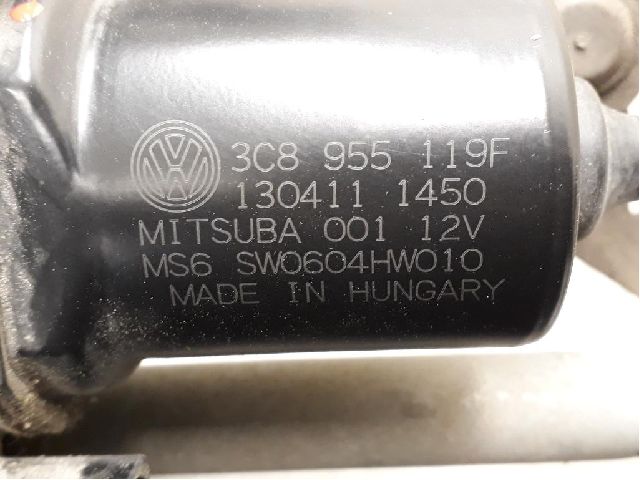 3C8 955 119F
130411 1450
MITSUBA 001 12V
MS6 SW0604HW010
MADE IN HUNGARY